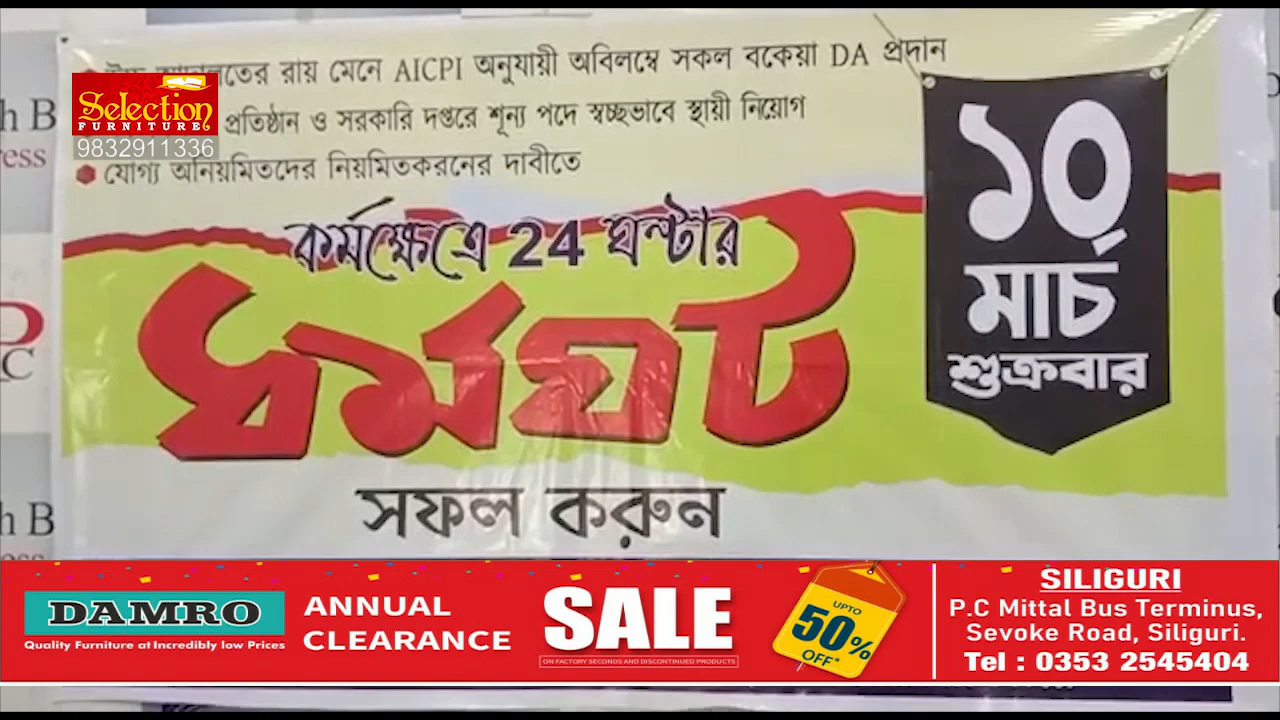 আদালতের রায় মেনে AICPI অনুযায়ী অবিলম্বে সকল বকেয়া DA প্রদান
প্রতিষ্ঠান ও সরকারি দপ্তরে শূন্য পদে স্বচ্ছভাবে স্থায়ী নিয়োগ
যোগ্য অনিয়মিতদের নিয়মিতকরনের দাবীতে
কর্মক্ষেত্রে 24 ঘন্টার
ধর্মঘট
সফল করুন
১০
মার্চ
শুক্রবার
Selection
FURNITURE
9832911336
h B
ress
C
h B
DAMRO
Quality Furniture at Incredibly low Prices
ANNUAL
CLEARANCE
SALE
ON FACTORY SECONDS AND DISCONTINUED PRODUCTS
UPTO
50%
OFF*
SILIGURI
P.C Mittal Bus Terminus,
Sevoke Road, Siliguri.
Tel : 0353 2545404